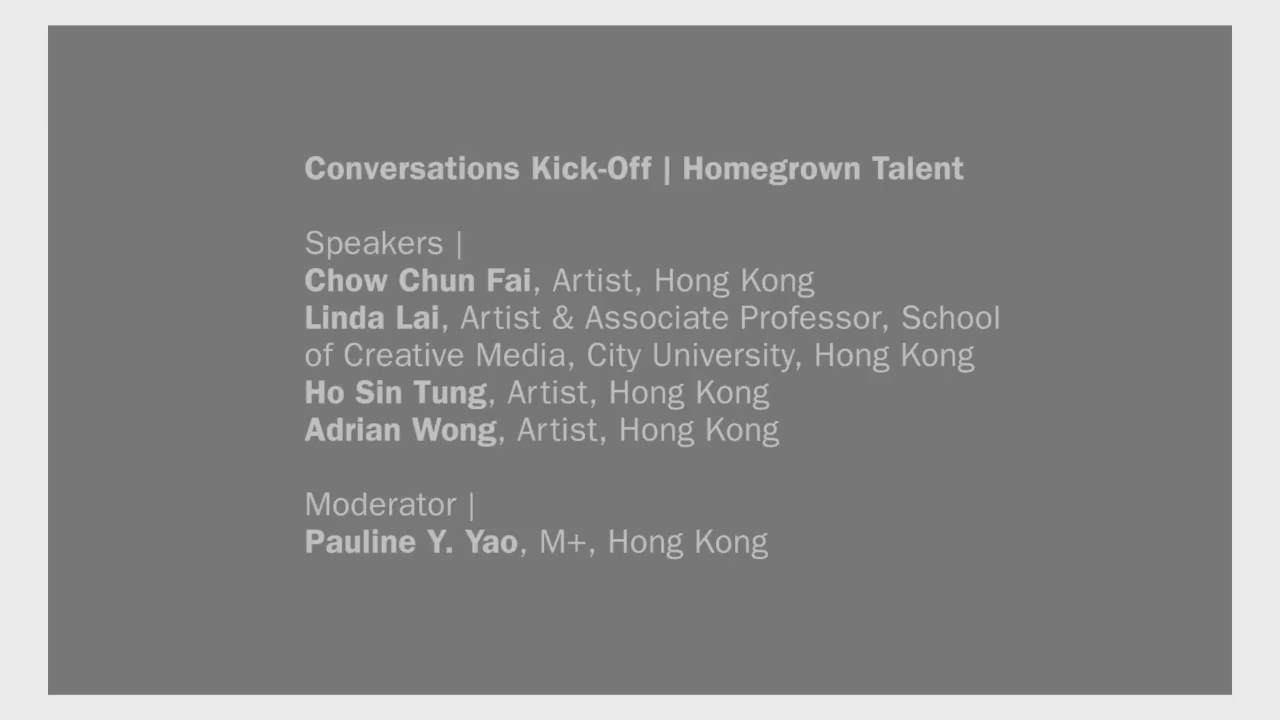 Conversations Kick-Off | Homegrown Talent
Speakers |
Chow Chun Fai, Artist, Hong Kong
Linda Lai, Artist & Associate Professor, School
of Creative Media, City University, Hong Kong
Ho Sin Tung, Artist, Hong Kong
Adrian Wong, Artist, Hong Kong
Moderator |
Pauline Y. Yao, M+, Hong Kong